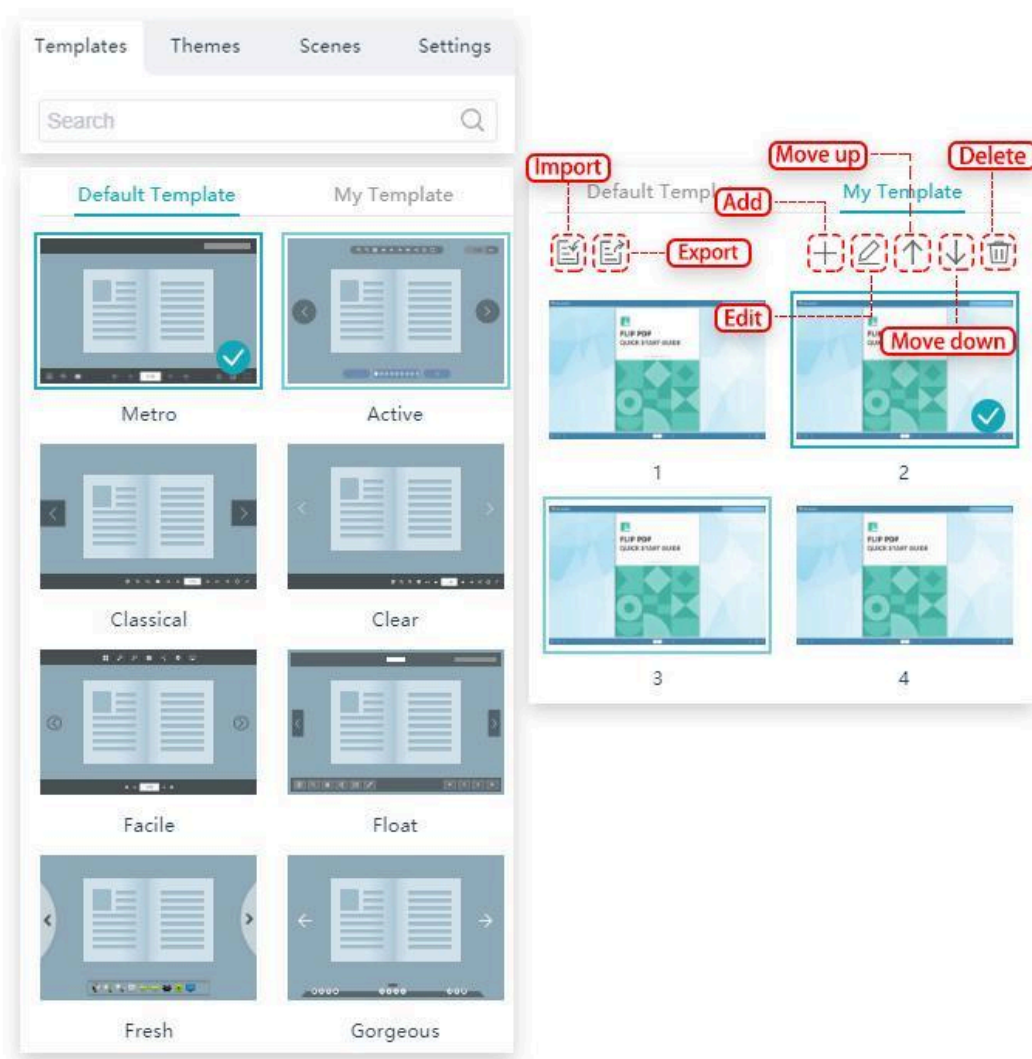 Templates Themes Scenes Settings
Search
Default Template My Template
Metro Active
Classical Clear
Facile Float
Fresh Gorgeous
Move up Delete
Import
Default Templ My Template
Add
Export
Edit
Move down
FLIP PDF FLIP PDF
QUICK START GUIDE QUICK START GUIDE
1 2
FLIP PDF FLIP PDF
QUICK START GUIDE QUICK START GUIDE
3 4